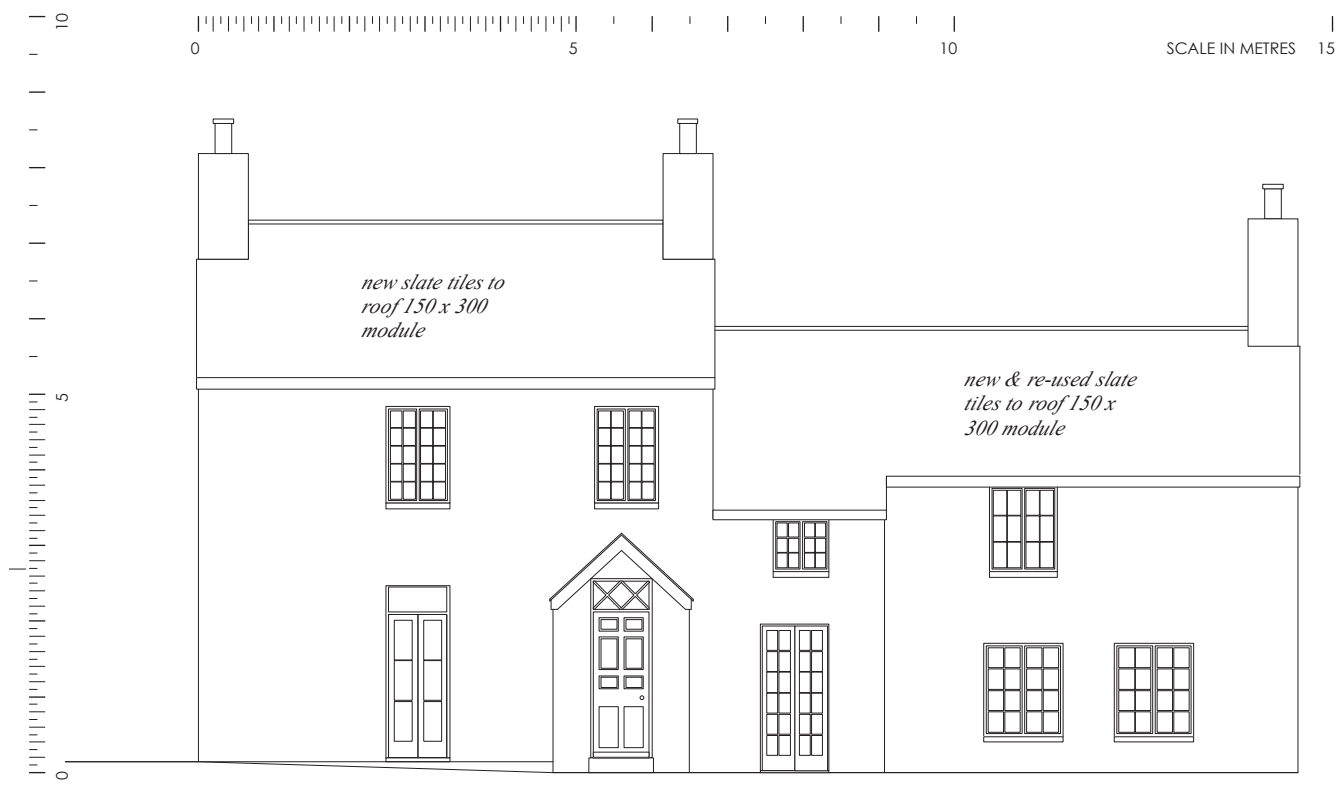 10
0
5
10
SCALE IN METRES 15
new slate tiles to
roof 150 x 300
module
new & re-used slate
tiles to roof 150 x
300 module
5
0